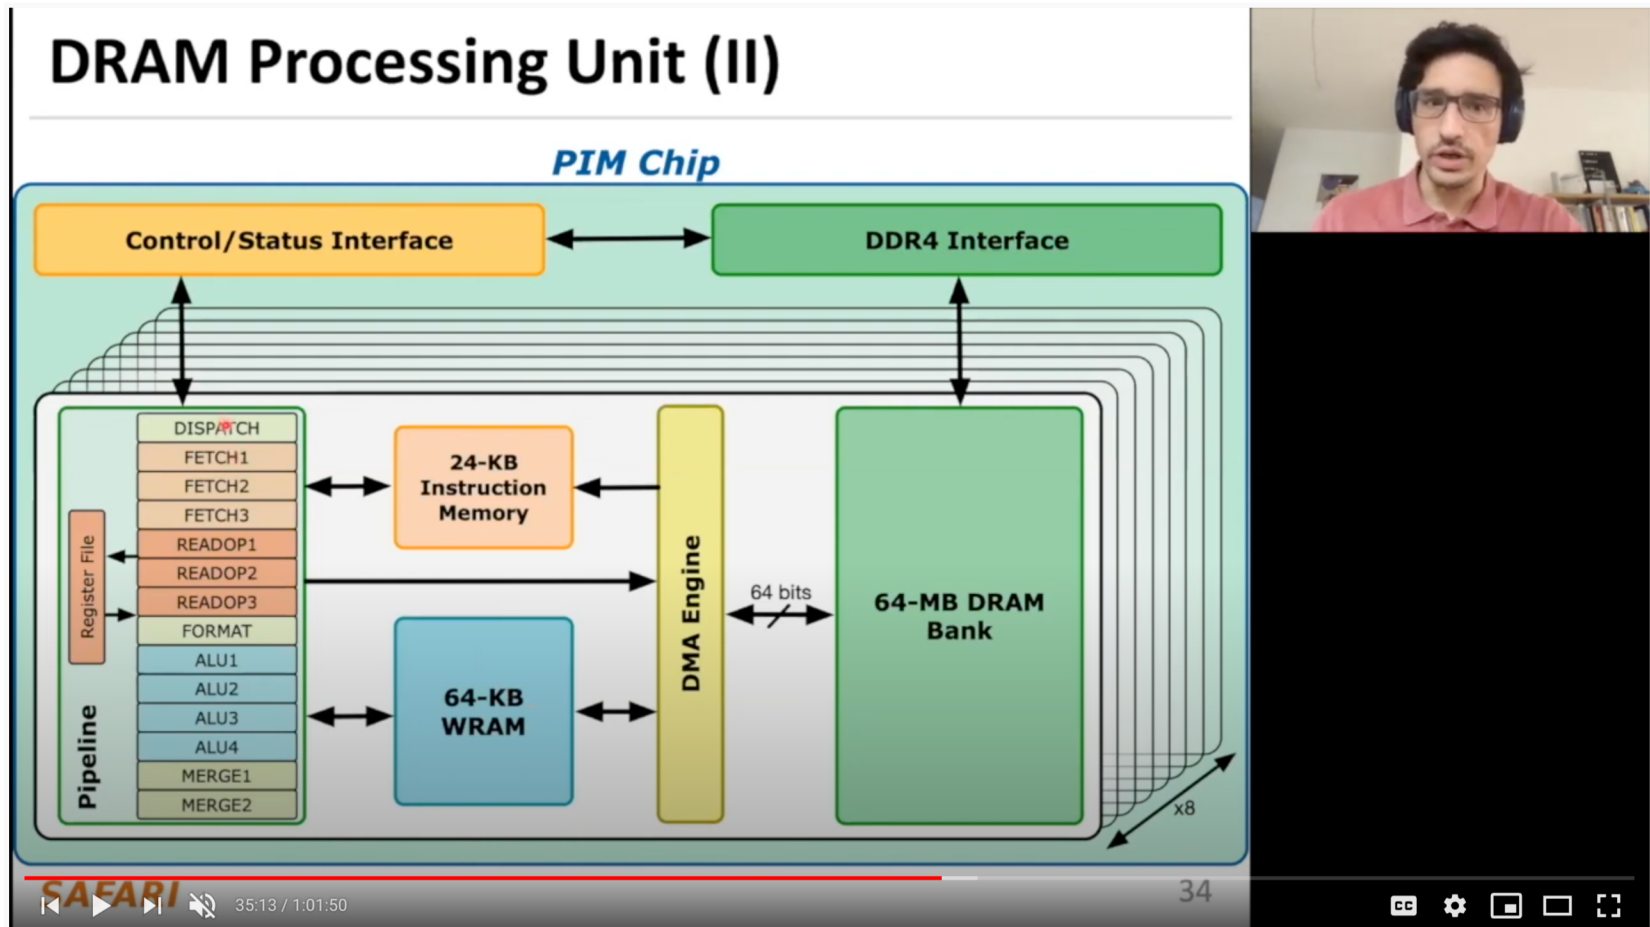 DRAM Processing Unit (II)
PIM Chip
Control/Status Interface
DDR4 Interface
DISPATCH
FETCH1
FETCH2
FETCH3
READOP1
READOP2
READOP3
FORMAT
ALU1
ALU2
ALU3
ALU4
MERGE1
MERGE2
Register File
Pipeline
24-KB
Instruction
Memory
64-KB
WRAM
DMA Engine
64 bits
64-MB DRAM
Bank
x8
SAFARI
34
35:13 / 1:01:50
CC